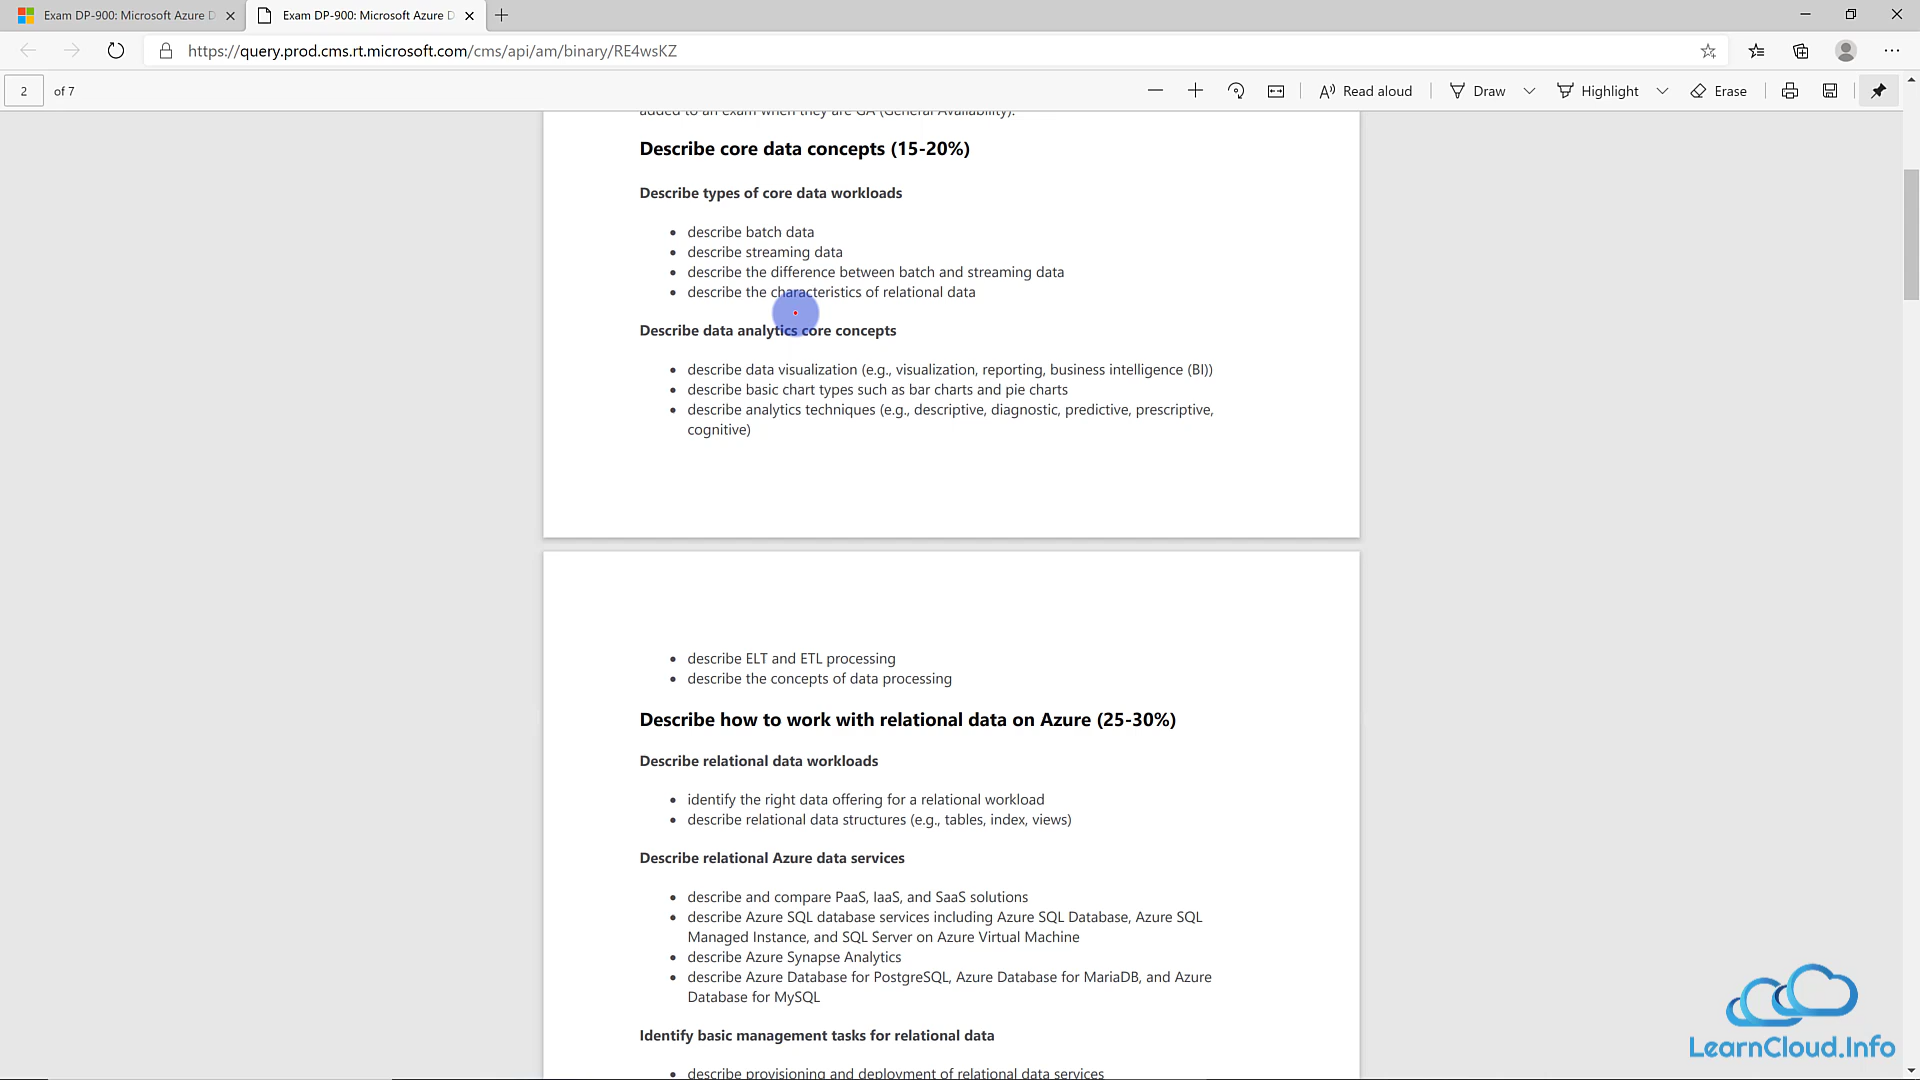 Exam DP-900: Microsoft Azure D
Exam DP-900: Microsoft Azure D
https://query.prod.cms.rt.microsoft.com/cms/api/am/binary/RE4wsKZ
2 of 7
Read aloud
Draw
Highlight
Erase
added to an exam when they are GA (General Availability).
Describe core data concepts (15-20%)
Describe types of core data workloads
• describe batch data
• describe streaming data
• describe the difference between batch and streaming data
• describe the characteristics of relational data
Describe data analytics core concepts
• describe data visualization (e.g., visualization, reporting, business intelligence (BI))
• describe basic chart types such as bar charts and pie charts
• describe analytics techniques (e.g., descriptive, diagnostic, predictive, prescriptive,
cognitive)
• describe ELT and ETL processing
• describe the concepts of data processing
Describe how to work with relational data on Azure (25-30%)
Describe relational data workloads
• identify the right data offering for a relational workload
• describe relational data structures (e.g., tables, index, views)
Describe relational Azure data services
• describe and compare PaaS, IaaS, and SaaS solutions
• describe Azure SQL database services including Azure SQL Database, Azure SQL
Managed Instance, and SQL Server on Azure Virtual Machine
• describe Azure Synapse Analytics
• describe Azure Database for PostgreSQL, Azure Database for MariaDB, and Azure
Database for MySQL
Identify basic management tasks for relational data
• describe provisioning and deployment of relational data services
LearnCloud.Info